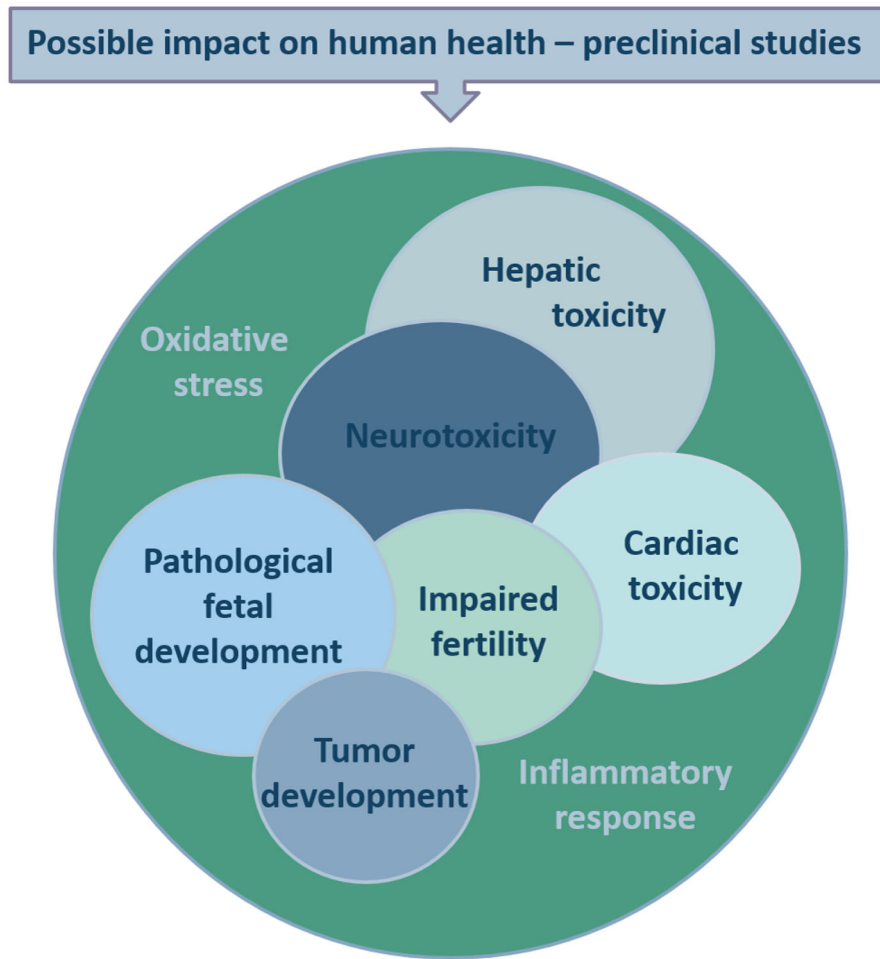 Possible impact on human health – preclinical studies
Hepatic
toxicity
Oxidative
stress
Neurotoxicity
Cardiac
toxicity
Pathological
fetal
development
Impaired
fertility
Tumor
development
Inflammatory
response